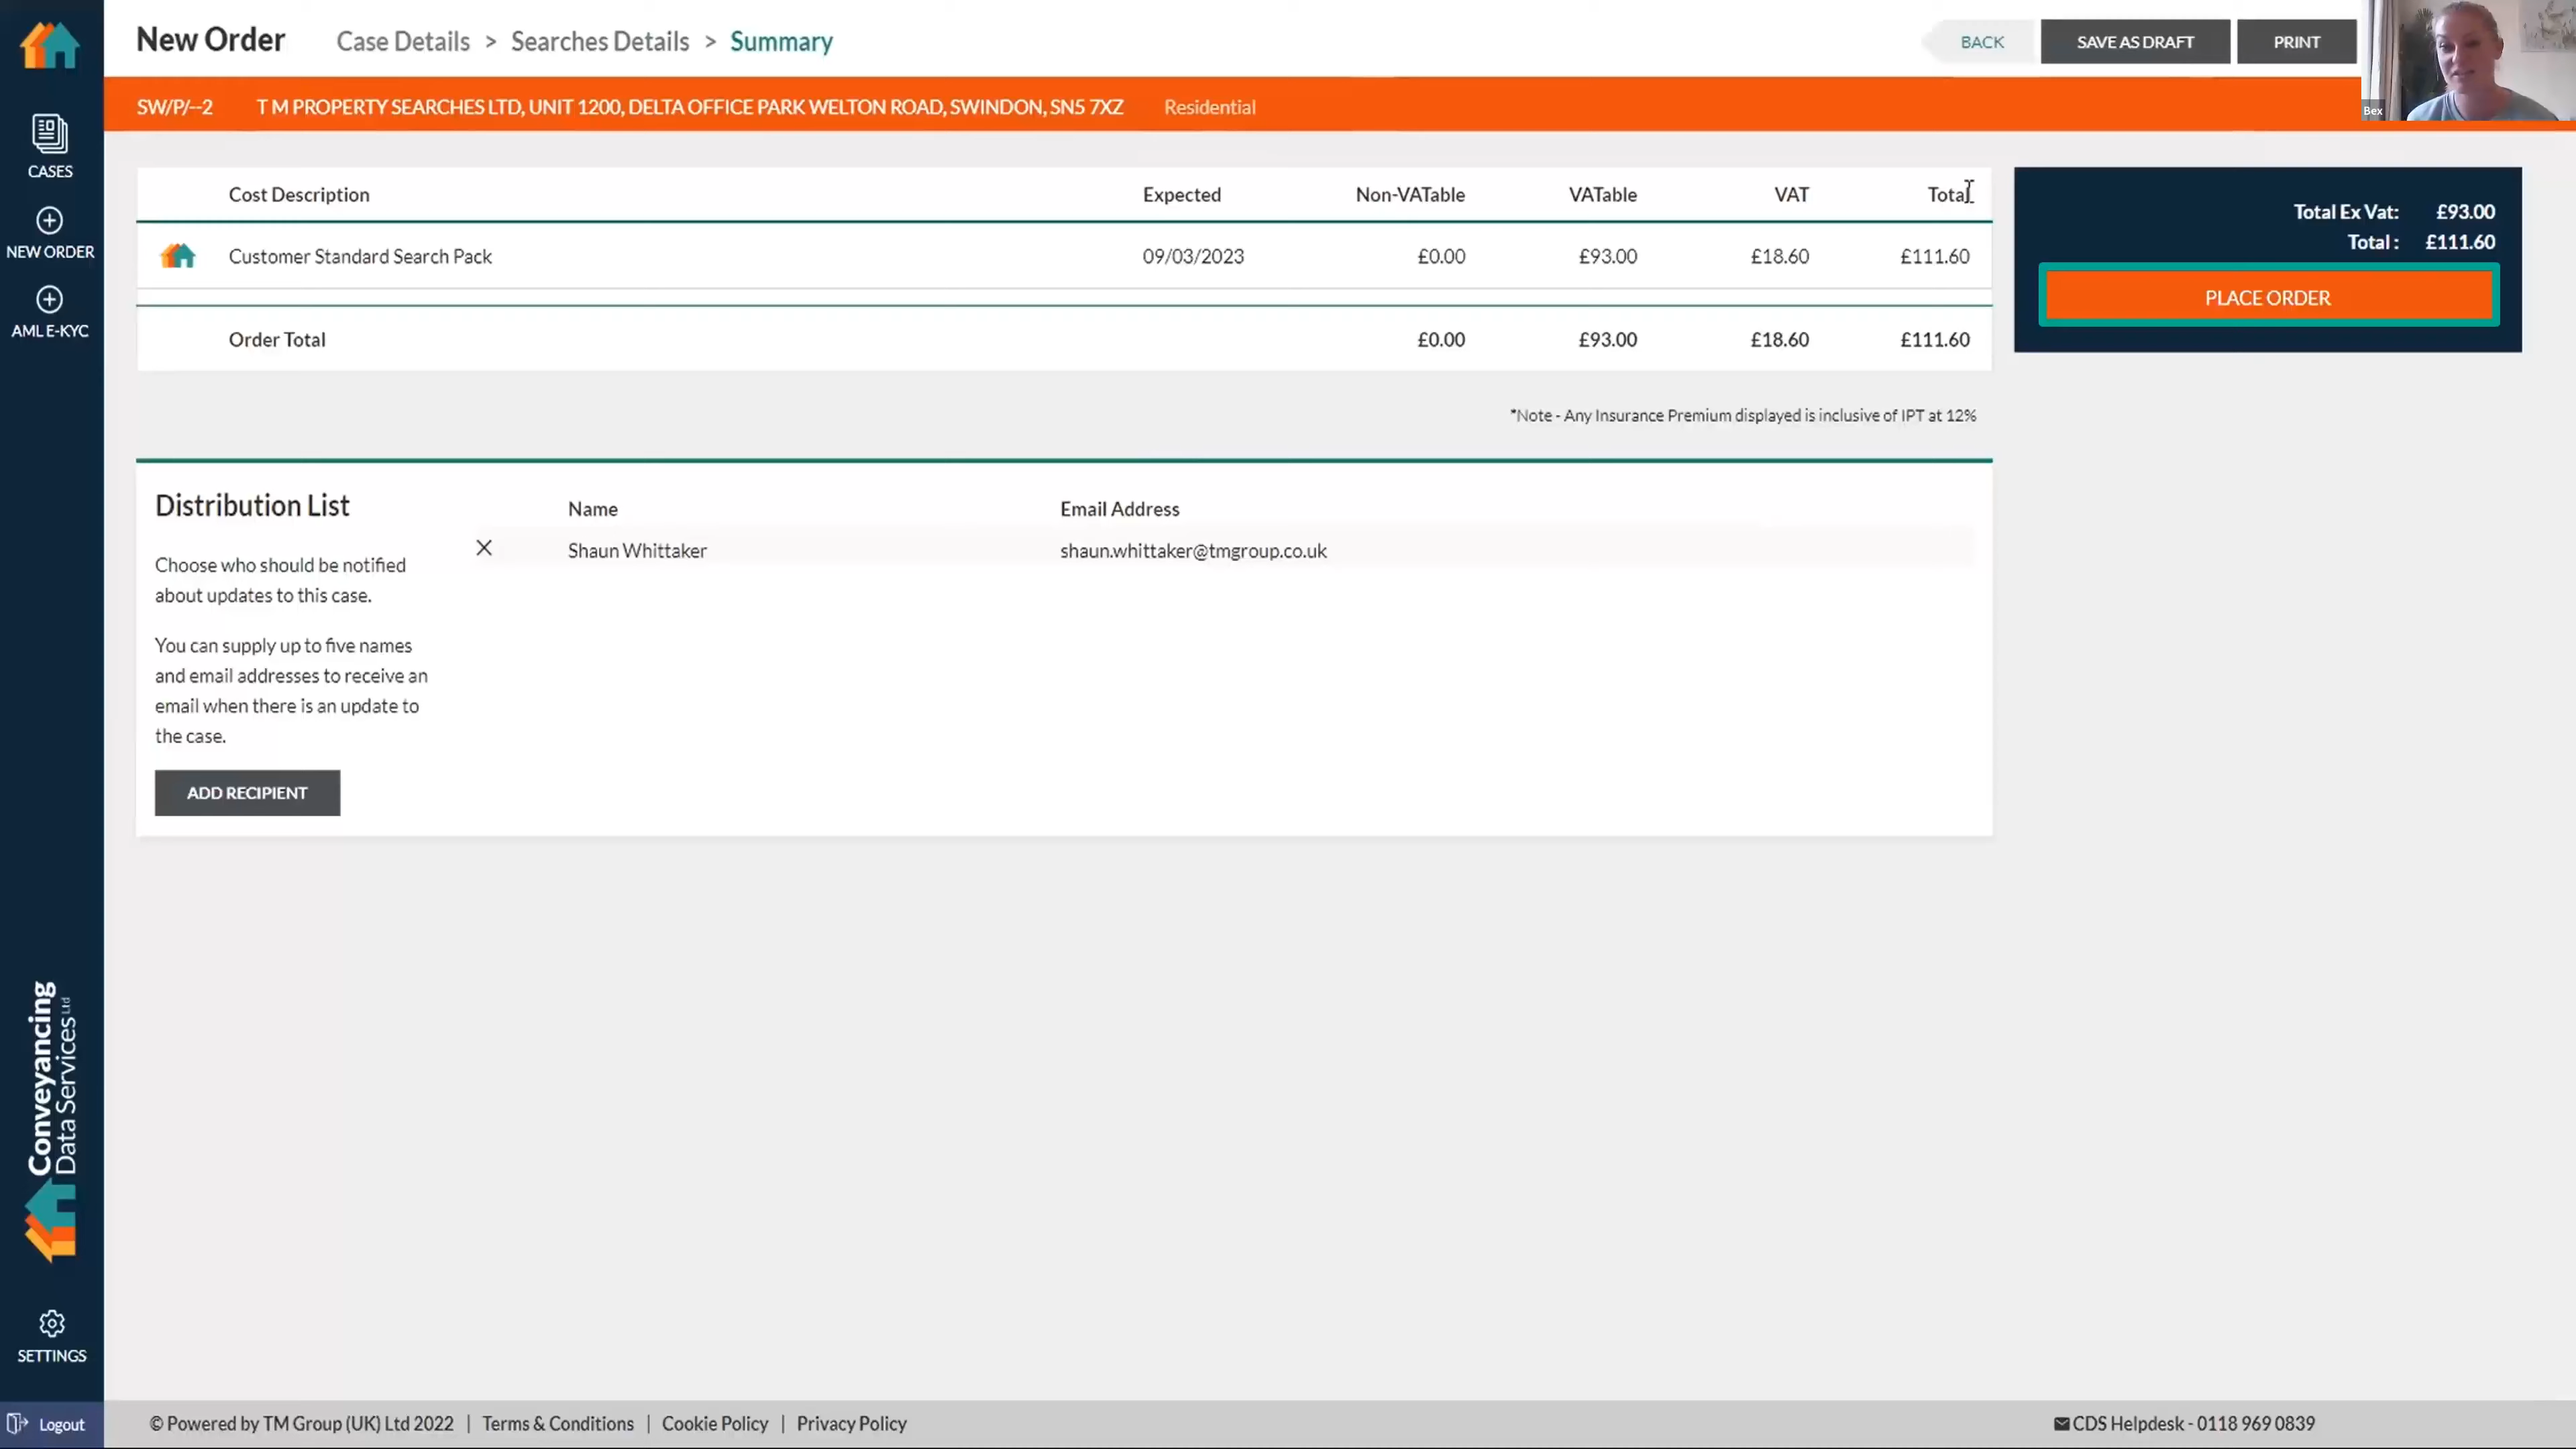 New Order
Case Details > Searches Details > Summary
BACK
SAVE AS DRAFT
PRINT
Bex
SW/P/--2
T M PROPERTY SEARCHES LTD, UNIT 1200, DELTA OFFICE PARK WELTON ROAD, SWINDON, SN5 7XZ
Residential
CASES
NEW ORDER
AML E-KYC
Cost Description Expected Non-VATable VATable VAT Total
Customer Standard Search Pack 09/03/2023 £0.00 £93.00 £18.60 £111.60
Order Total £0.00 £93.00 £18.60 £111.60
*Note - Any Insurance Premium displayed is inclusive of IPT at 12%
Total Ex Vat: £93.00
Total : £111.60
PLACE ORDER
Distribution List
Choose who should be notified
about updates to this case.
You can supply up to five names
and email addresses to receive an
email when there is an update to
the case.
ADD RECIPIENT
Name Email Address
Shaun Whittaker shaun.whittaker@tmgroup.co.uk
Conveyancing
Data Services Ltd
SETTINGS
Logout
© Powered by TM Group (UK) Ltd 2022 | Terms & Conditions | Cookie Policy | Privacy Policy
CDS Helpdesk - 0118 969 0839